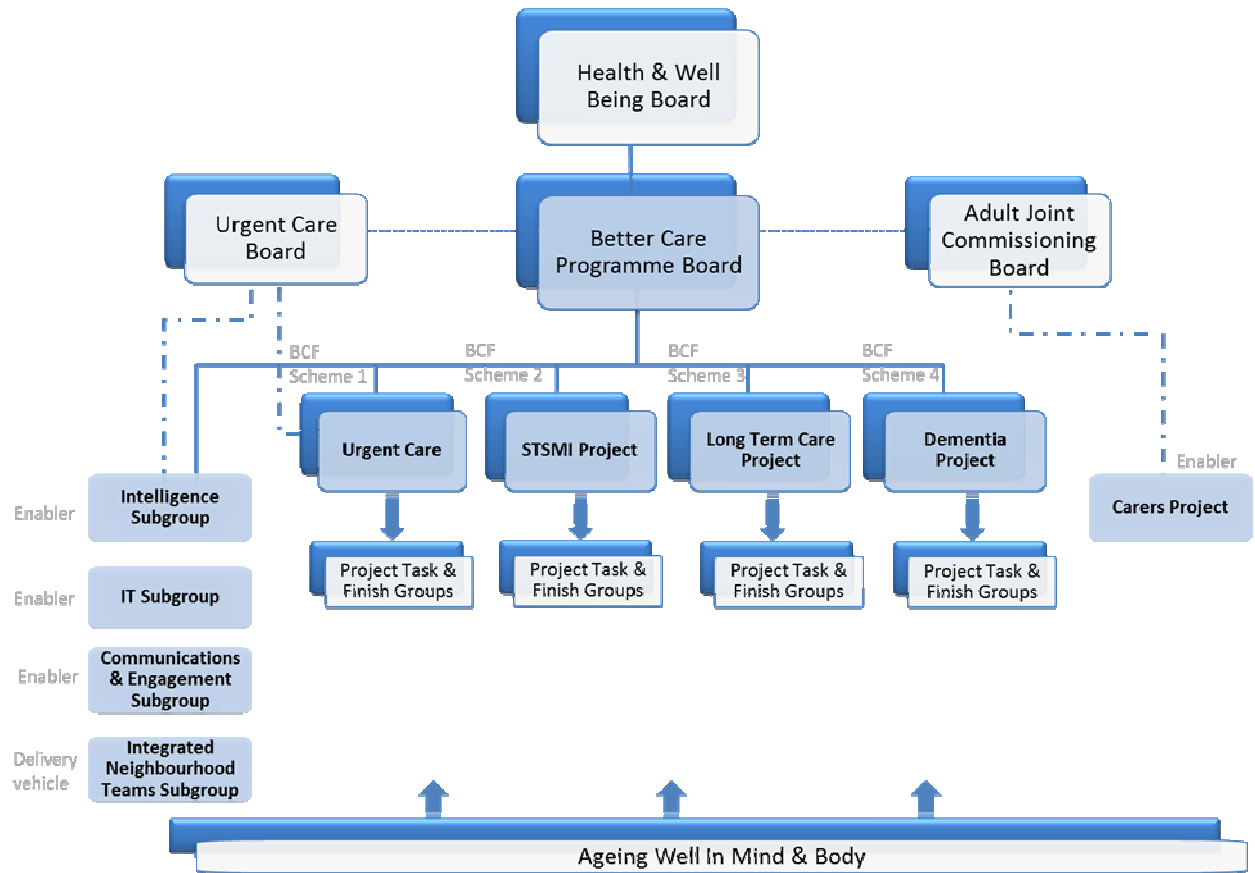 Health & Well
Being Board
Urgent Care
Board
Better Care
Programme Board
Adult Joint
Commissioning
Board
BCF
Scheme 1
BCF
Scheme 2
BCF
Scheme 3
BCF
Scheme 4
Urgent Care
STSMI Project
Long Term Care
Project
Dementia
Project
Enabler
Intelligence
Subgroup
Enabler
Carers Project
Project Task &
Finish Groups
Project Task &
Finish Groups
Project Task &
Finish Groups
Project Task &
Finish Groups
Enabler
IT Subgroup
Enabler
Communications
& Engagement
Subgroup
Delivery
vehicle
Integrated
Neighbourhood
Teams Subgroup
Ageing Well In Mind & Body